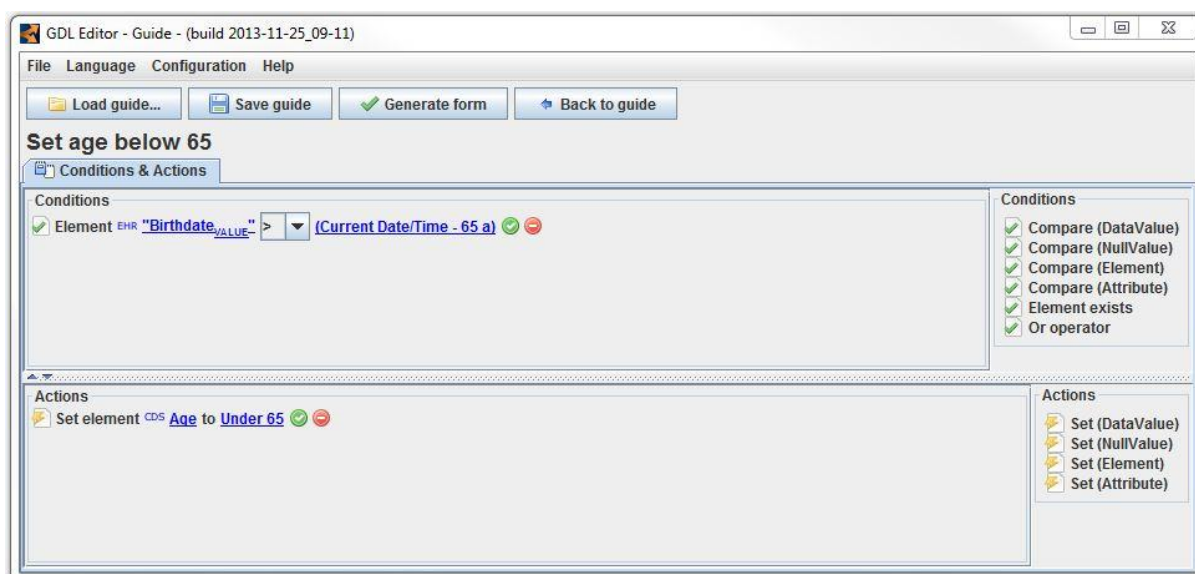 GDL Editor - Guide - (build 2013-11-25_09-11)
File Language Configuration Help
Load guide... Save guide Generate form Back to guide
Set age below 65
Conditions & Actions
Conditions
Element EHR "Birthdate VALUE" > (Current Date/Time - 65 a)
Conditions
Compare (DataValue)
Compare (NullValue)
Compare (Element)
Compare (Attribute)
Element exists
Or operator
Actions
Set element CDS Age to Under 65
Actions
Set (DataValue)
Set (NullValue)
Set (Element)
Set (Attribute)